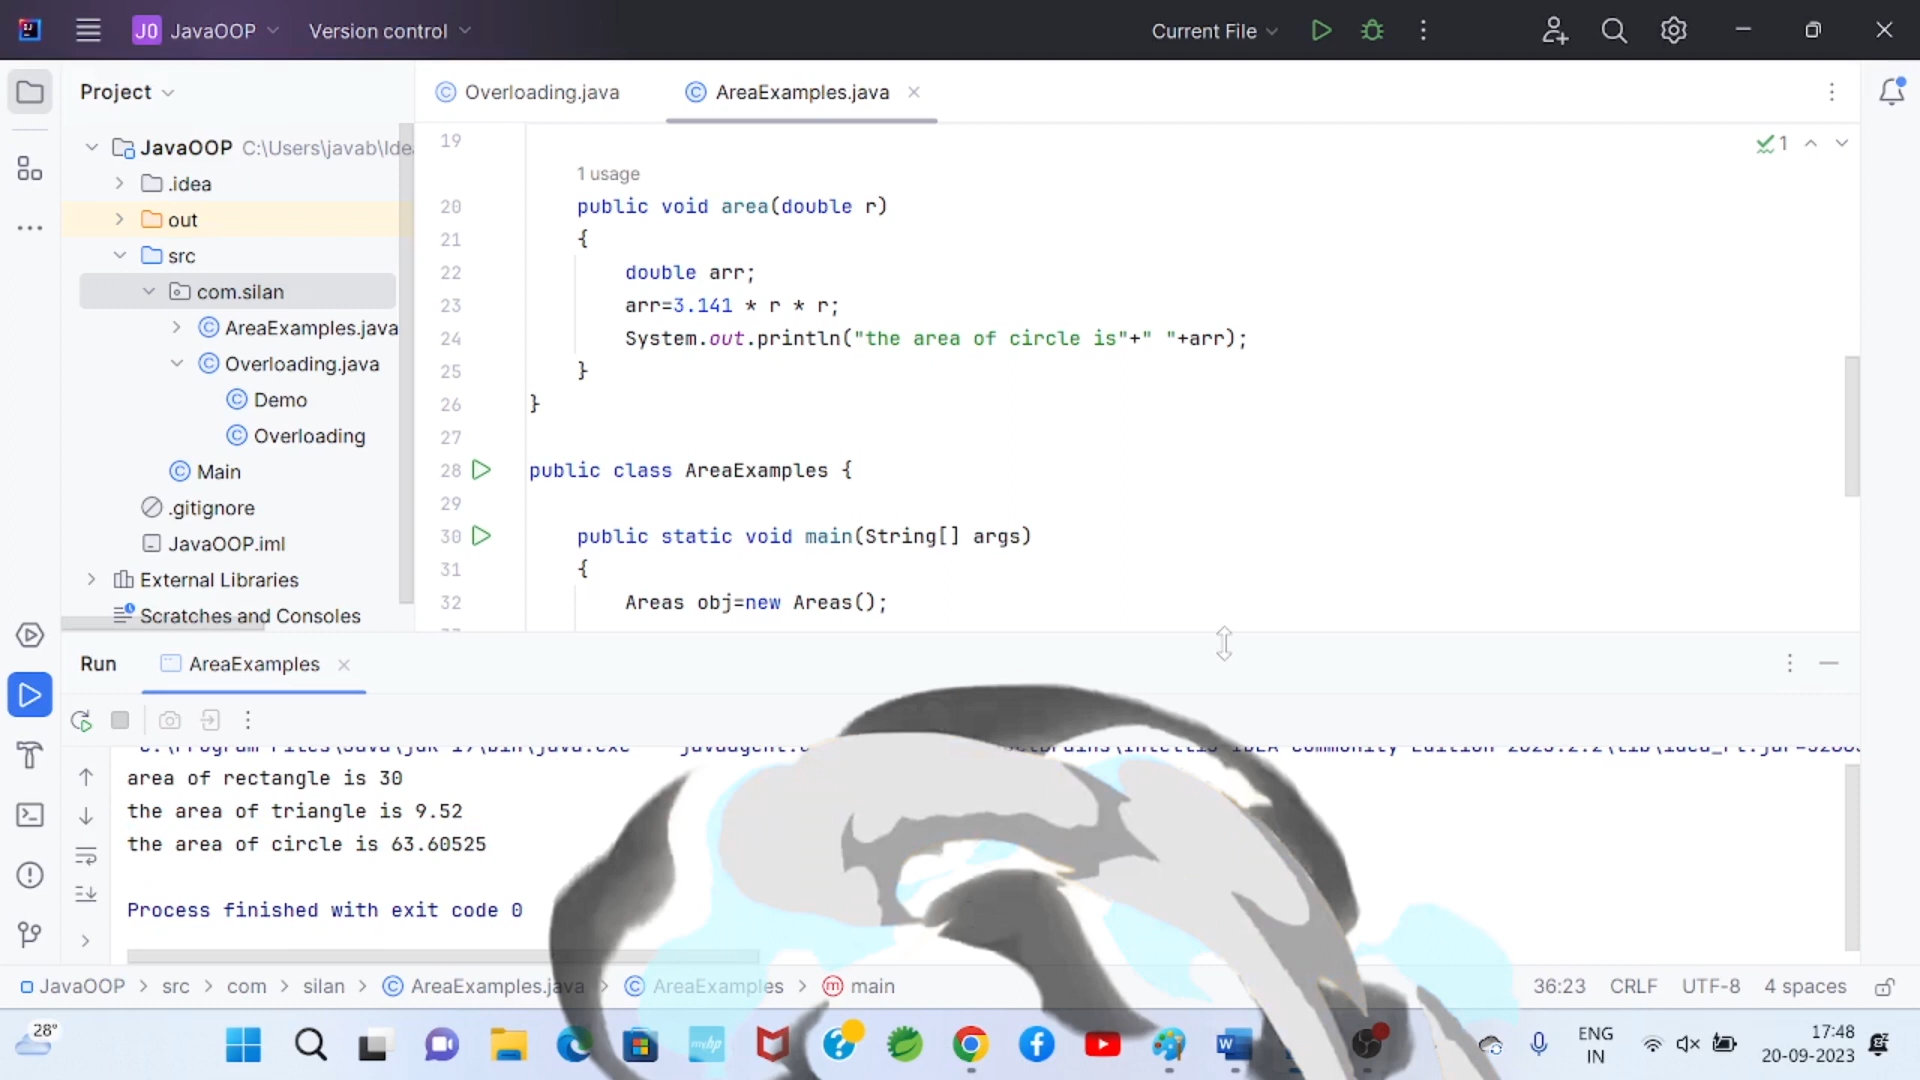 J0 JavaOOP Version control Current File
Project
Overloading.java AreaExamples.java
JavaOOP C:\Users\javab\Ide
.idea
out
src
com.silan
AreaExamples.java
Overloading.java
Demo
Overloading
Main
.gitignore
JavaOOP.iml
External Libraries
Scratches and Consoles
1
19
1 usage
20 public void area(double r)
21 {
22 double arr;
23 arr=3.141 * r * r;
24 System.out.println("the area of circle is"+" "+arr);
25 }
26 }
27
28 public class AreaExamples {
29
30 public static void main(String[] args)
31 {
32 Areas obj=new Areas();
Run AreaExamples
area of rectangle is 30
the area of triangle is 9.52
the area of circle is 63.60525
Process finished with exit code 0
JavaOOP > src > com > silan > AreaExamples.java > AreaExamples > m main
36:23 CRLF UTF-8 4 spaces
28°
myhp
W
ENG
IN
17:48
20-09-2023